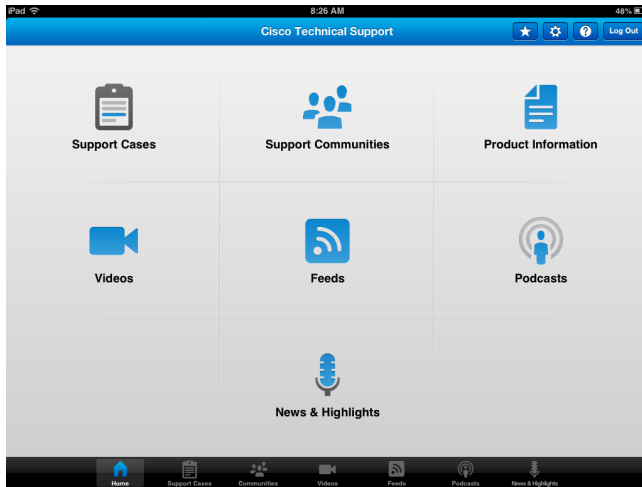 iPad 8:26 AM 48%
Cisco Technical Support Log Out
Support Cases Support Communities Product Information
Videos Feeds Podcasts
News & Highlights
Home Support Cases Communities Videos Feeds Podcasts News & Highlights